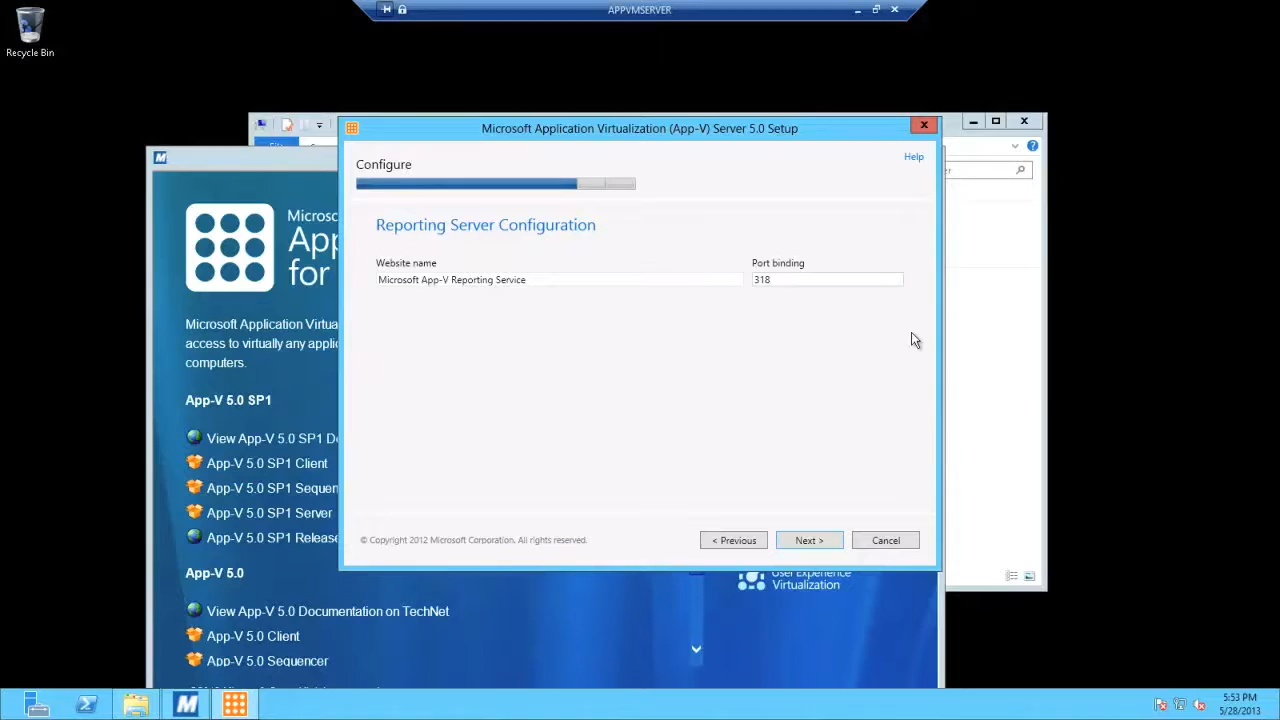 APPVMSERVER
Recycle Bin
Microsoft Application Virtualization (App-V) Server 5.0 Setup
Help
Configure
Reporting Server Configuration
Website name
Port binding
Microsoft App-V Reporting Service
318
© Copyright 2012 Microsoft Corporation. All rights reserved.
< Previous
Next >
Cancel
Microso
App
for
Microsoft Application Virtua
access to virtually any applic
computers.
App-V 5.0 SP1
View App-V 5.0 SP1 Do
App-V 5.0 SP1 Client
App-V 5.0 SP1 Sequen
App-V 5.0 SP1 Server
App-V 5.0 SP1 Release
App-V 5.0
View App-V 5.0 Documentation on TechNet
App-V 5.0 Client
App-V 5.0 Sequencer
User Experience
Virtualization
5:53 PM
5/28/2013